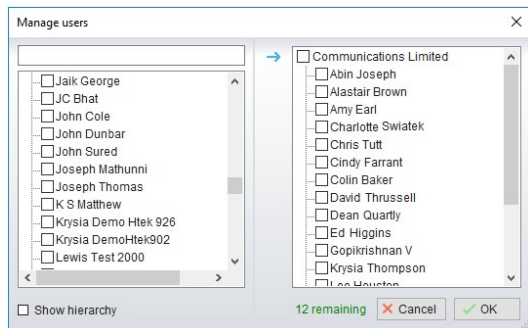 Manage users
Jaik George
JC Bhat
John Cole
John Dunbar
John Sured
Joseph Mathunni
Joseph Thomas
K S Matthew
Krysia Demo Htek 926
Krysia DemoHtek902
Lewis Test 2000
Show hierarchy
Communications Limited
Abin Joseph
Alastair Brown
Amy Earl
Charlotte Swiatek
Chris Tutt
Cindy Farrant
Colin Baker
David Thrussell
Dean Quartly
Ed Higgins
Gopikrishnan V
Krysia Thompson
Lee Houston
12 remaining
Cancel
OK